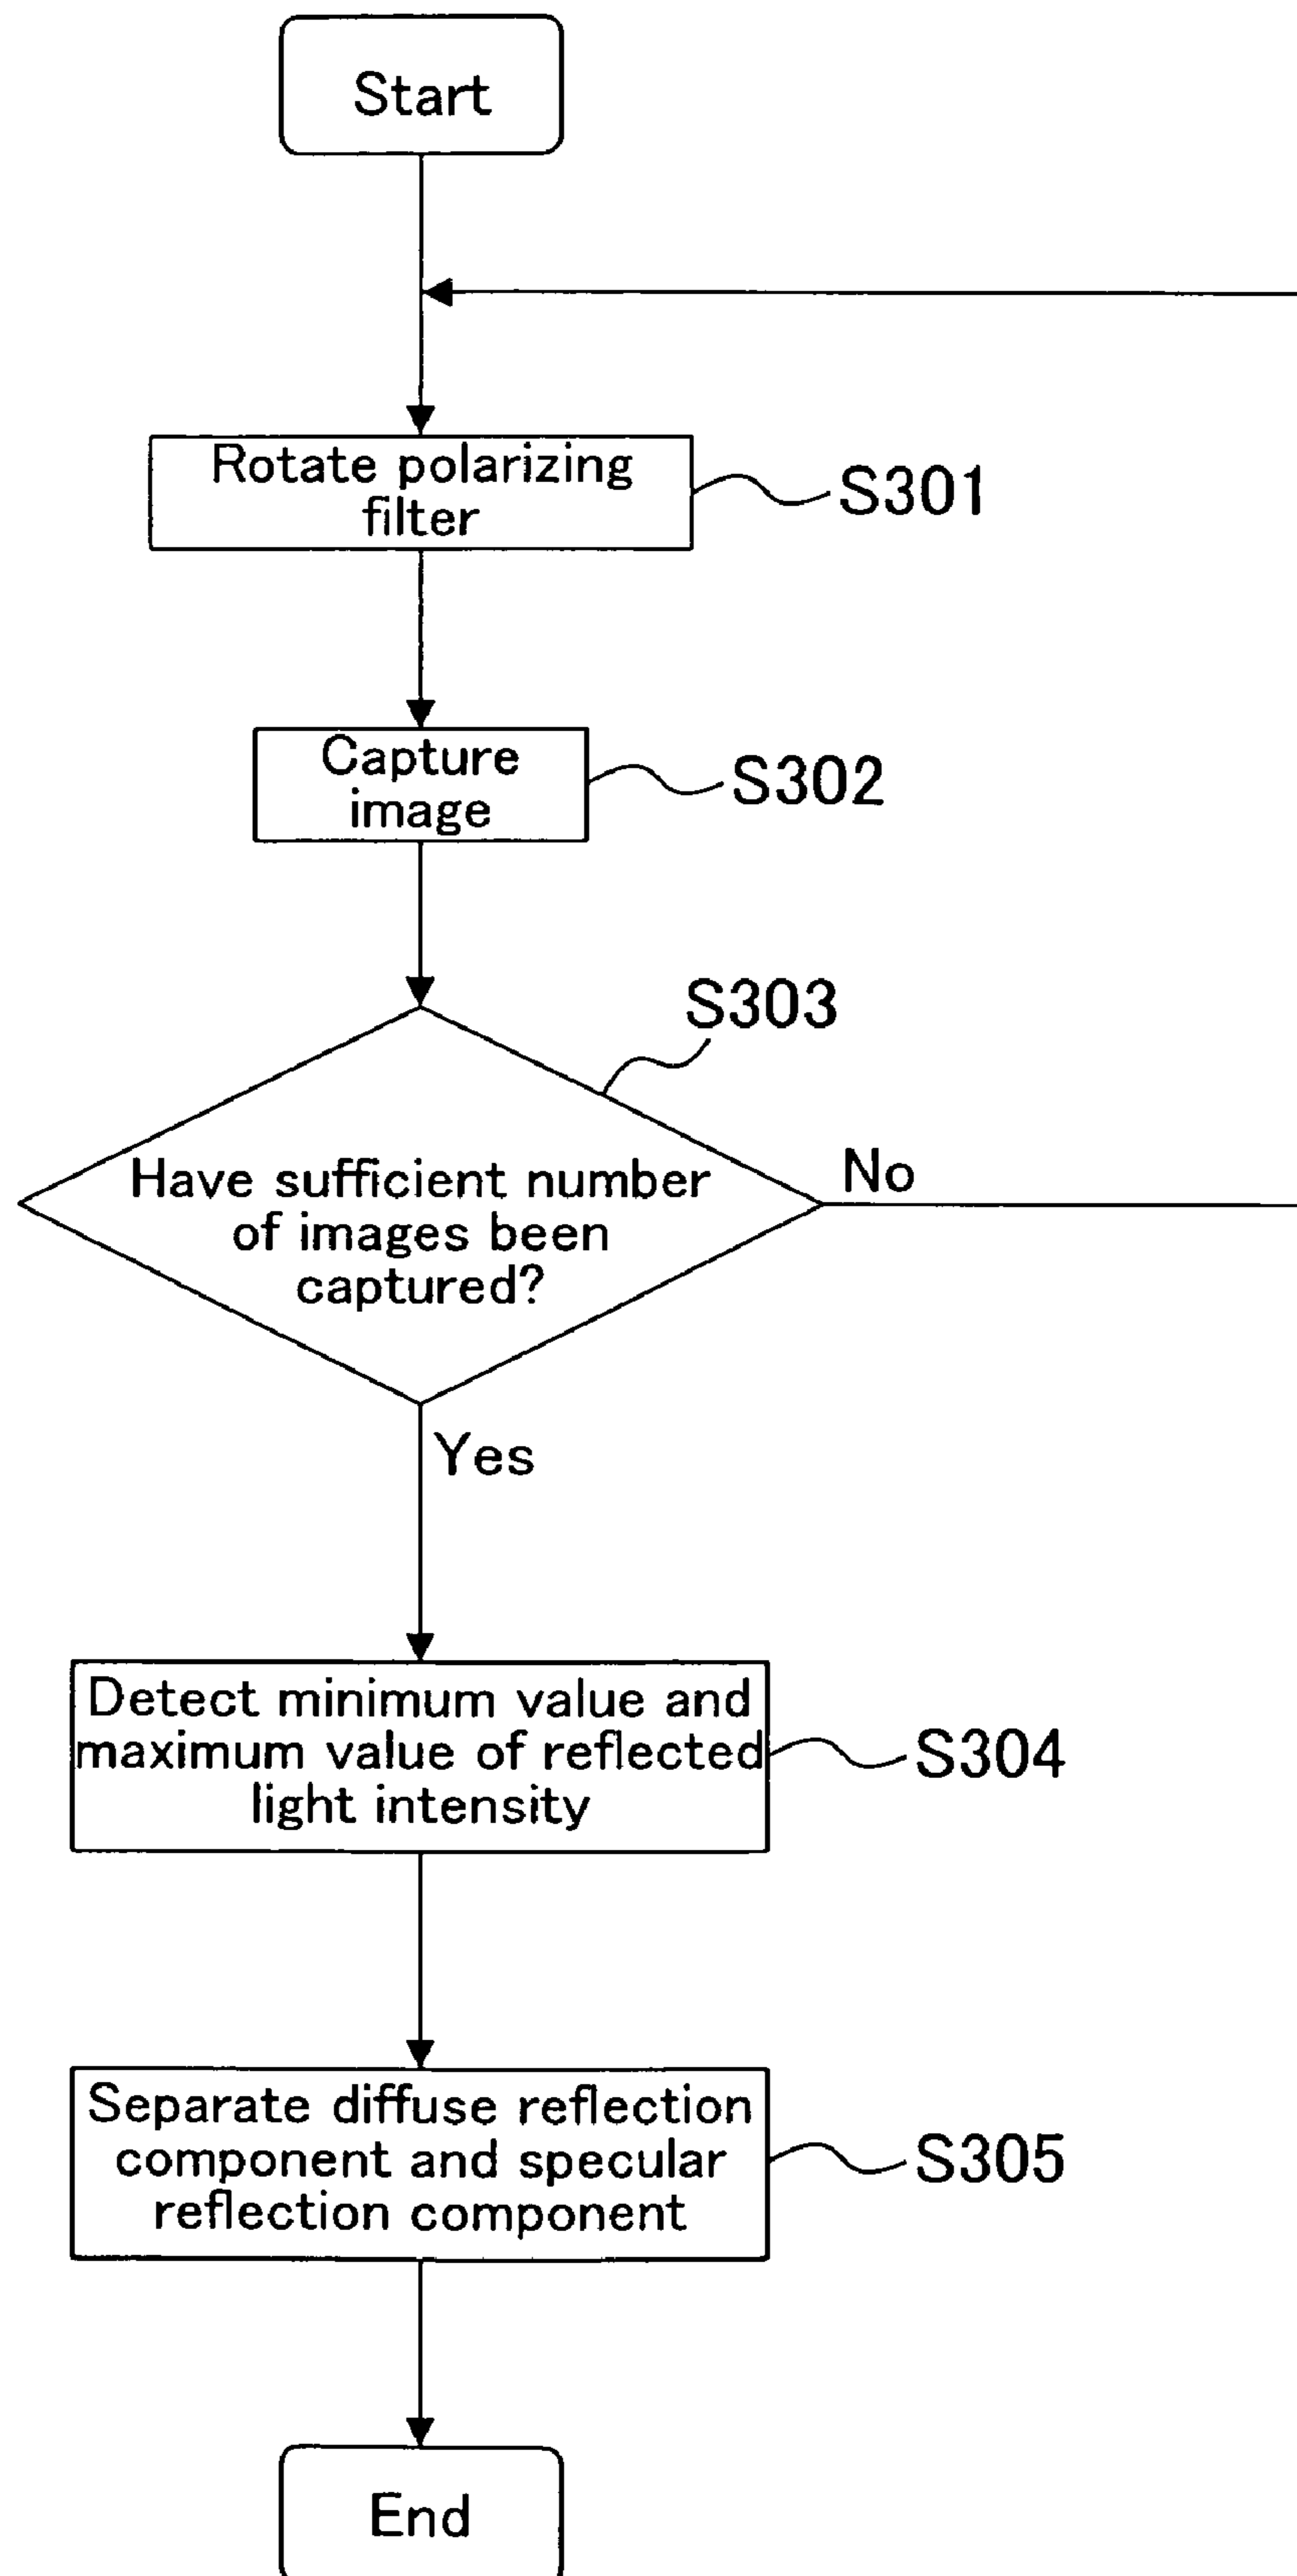 Start
Rotate polarizing
filter
S301
Capture
image
S302
S303
Have sufficient number
of images been
captured?
No
Yes
Detect minimum value and
maximum value of reflected
light intensity
S304
Separate diffuse reflection
component and specular
reflection component
S305
End